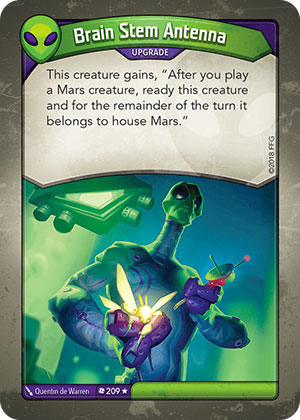 Brain Stem Antenna
UPGRADE
This creature gains, “After you play
a Mars creature, ready this creature
and for the remainder of the turn it
belongs to house Mars.”
©2018 FFG
Quentin de Warren 209